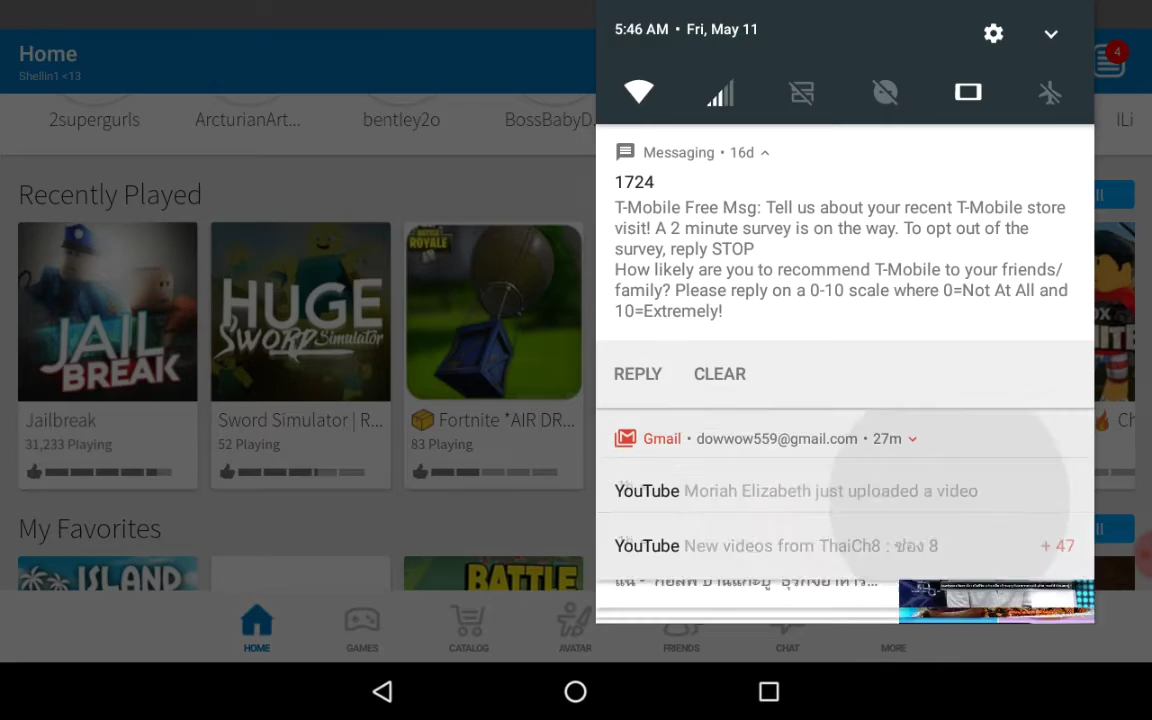 5:46 AM • Fri, May 11
Home
Shellin1 <13
4
2supergurls
ArcturianArt...
bentley2o
BossBabyD.
Recently Played
JAIL
BREAK
HUGE
SWORD Simulator
BATTLE
ROYALE
Jailbreak
31,233 Playing
Sword Simulator | R...
52 Playing
📦 Fortnite *AIR DR...
83 Playing
My Favorites
ISLAND
BATTLE
HOME
GAMES
CATALOG
AVATAR
FRIENDS
CHAT
MORE
Messaging • 16d
1724
T-Mobile Free Msg: Tell us about your recent T-Mobile store
visit! A 2 minute survey is on the way. To opt out of the
survey, reply STOP
How likely are you to recommend T-Mobile to your friends/
family? Please reply on a 0-10 scale where 0=Not At All and
10=Extremely!
REPLY
CLEAR
Gmail • dowwow559@gmail.com • 27m
YouTube Moriah Elizabeth just uploaded a video
YouTube New videos from ThaiCh8 : ช่อง 8
+ 47